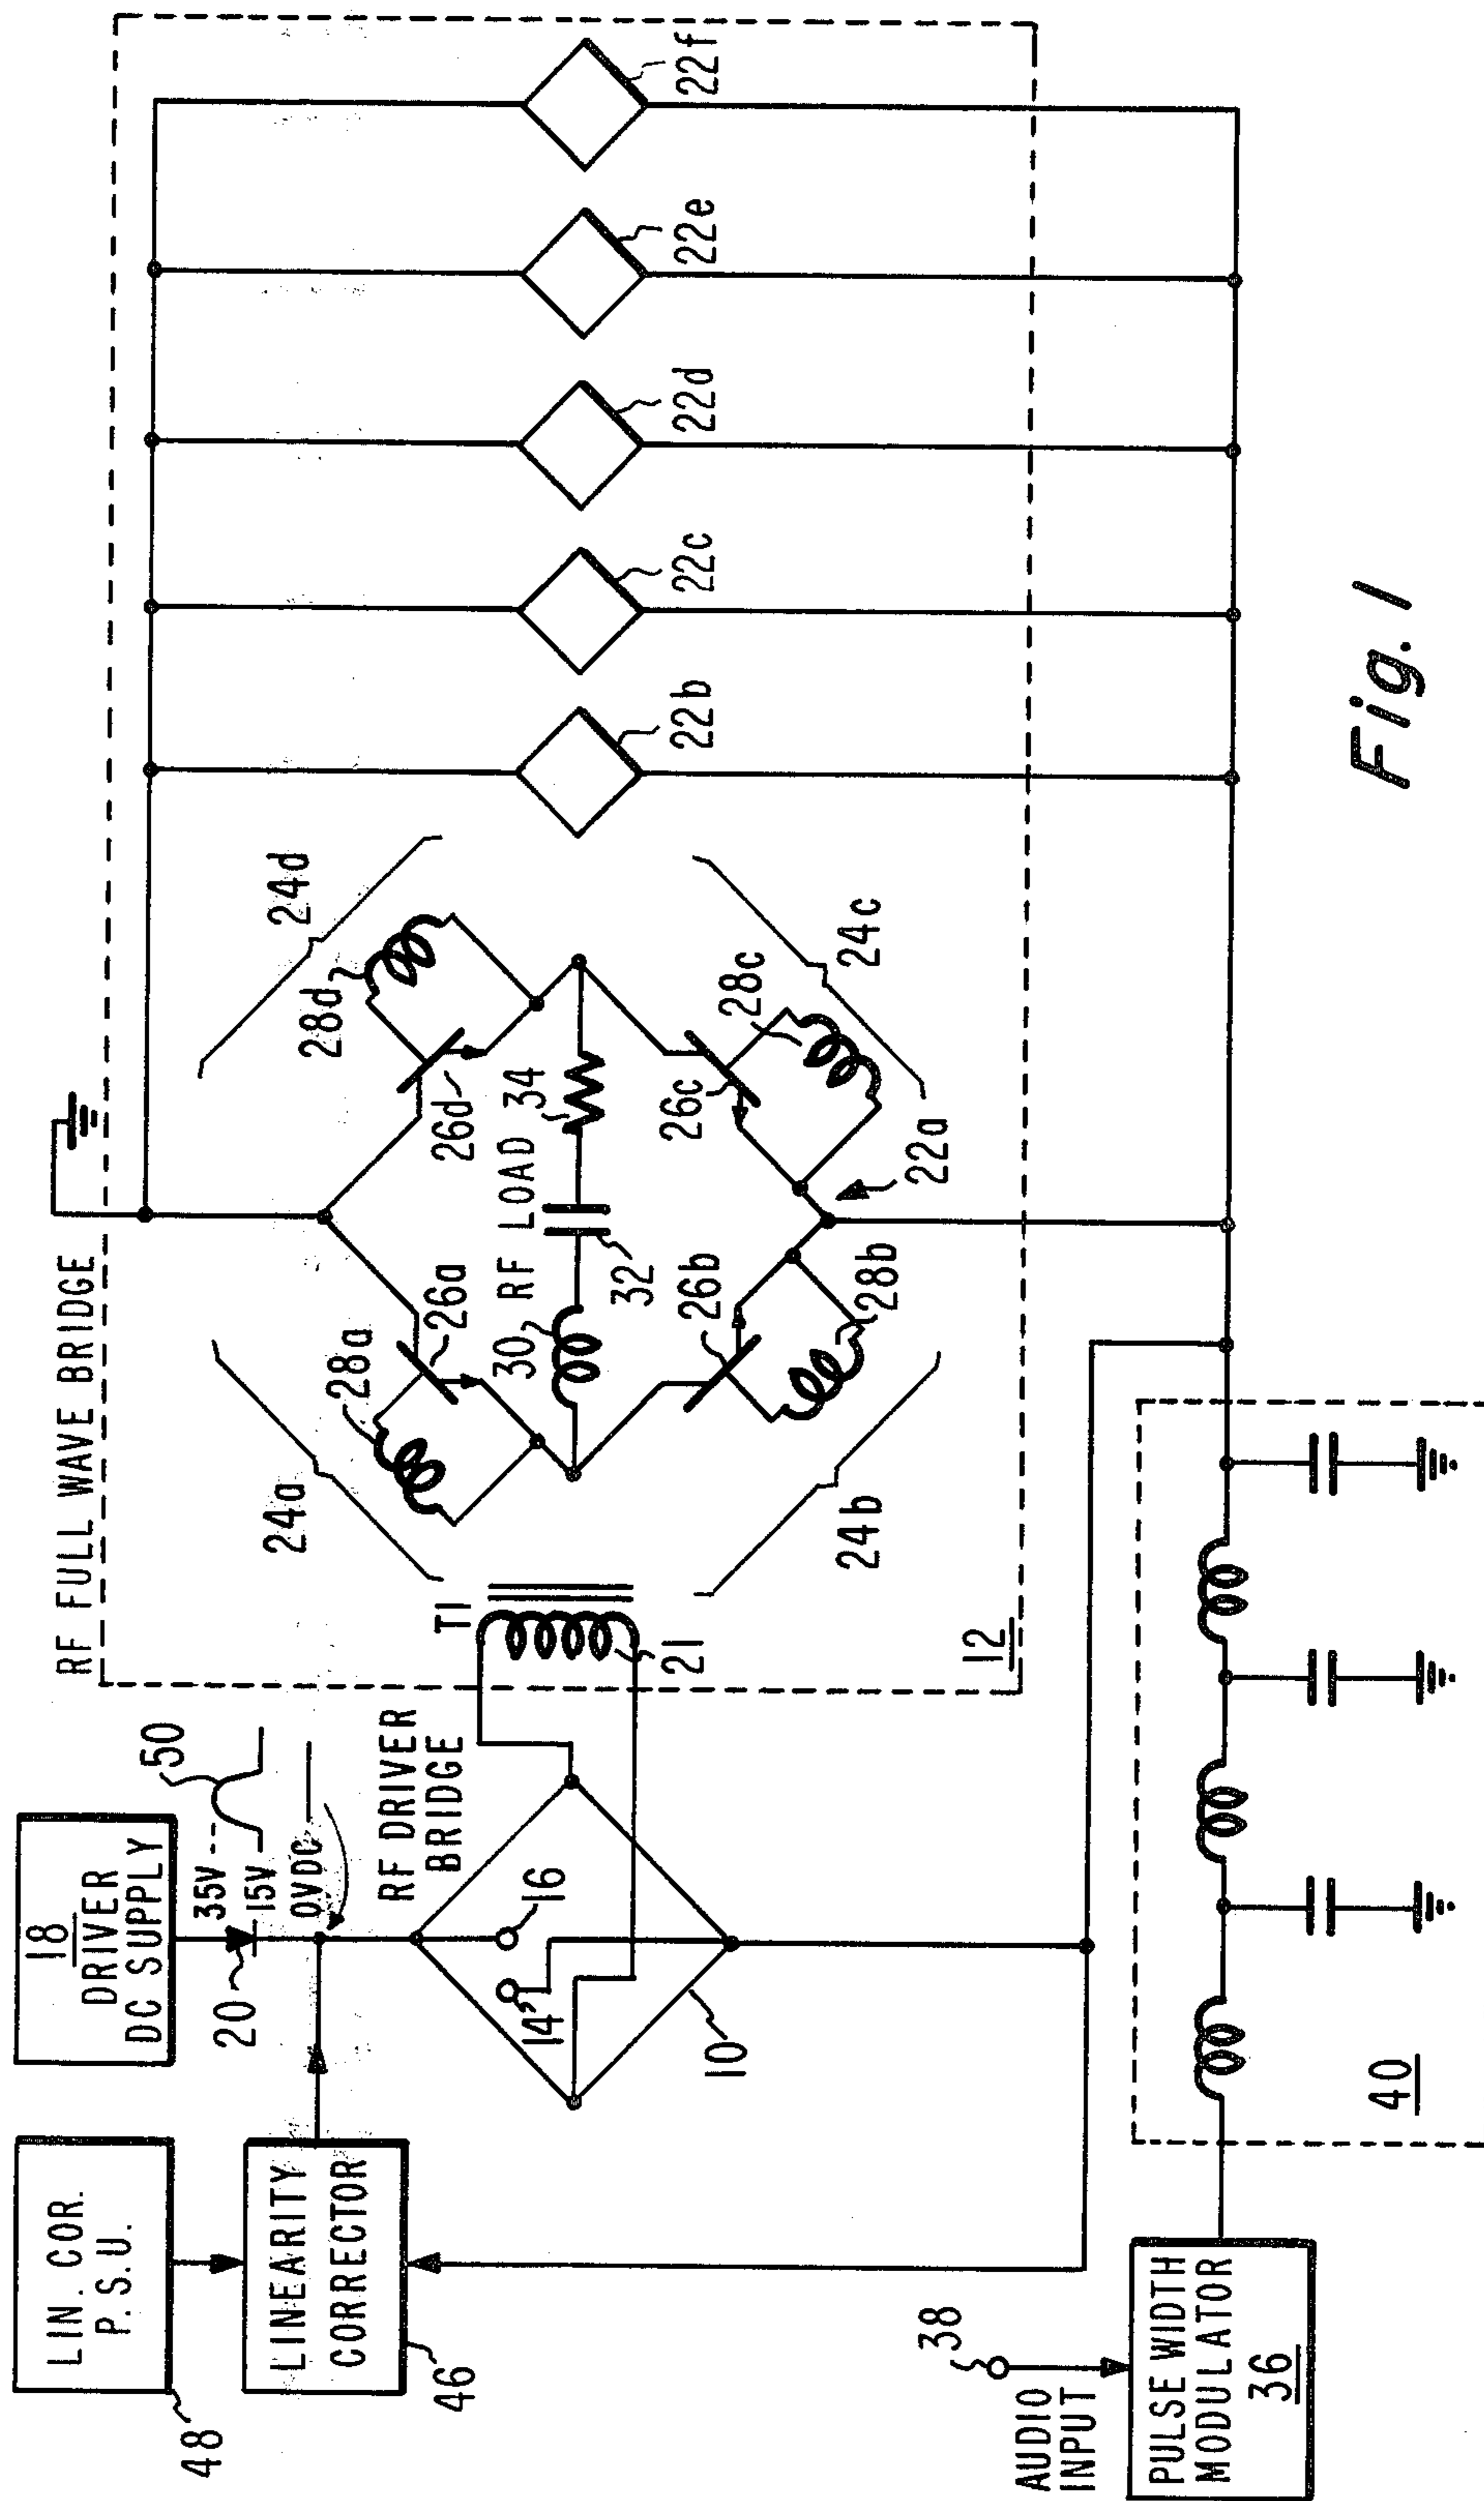 RF FULL WAVE BRIDGE
18
DRIVER
DC SUPPLY
LIN. COR.
P.S.U.
48
LINEARITY
CORRECTOR
46
20
35V
15V
0VDC
50
RF DRIVER
BRIDGE
14
16
10
T1
21
12
24a
28a
26a
24d
28d
26d
30
RF LOAD
34
32
26b
28b
24b
26c
28c
24c
22a
22b
22c
22d
22e
22f
AUDIO
INPUT
38
PULSE WIDTH
MODULATOR
36
40
Fig. 1